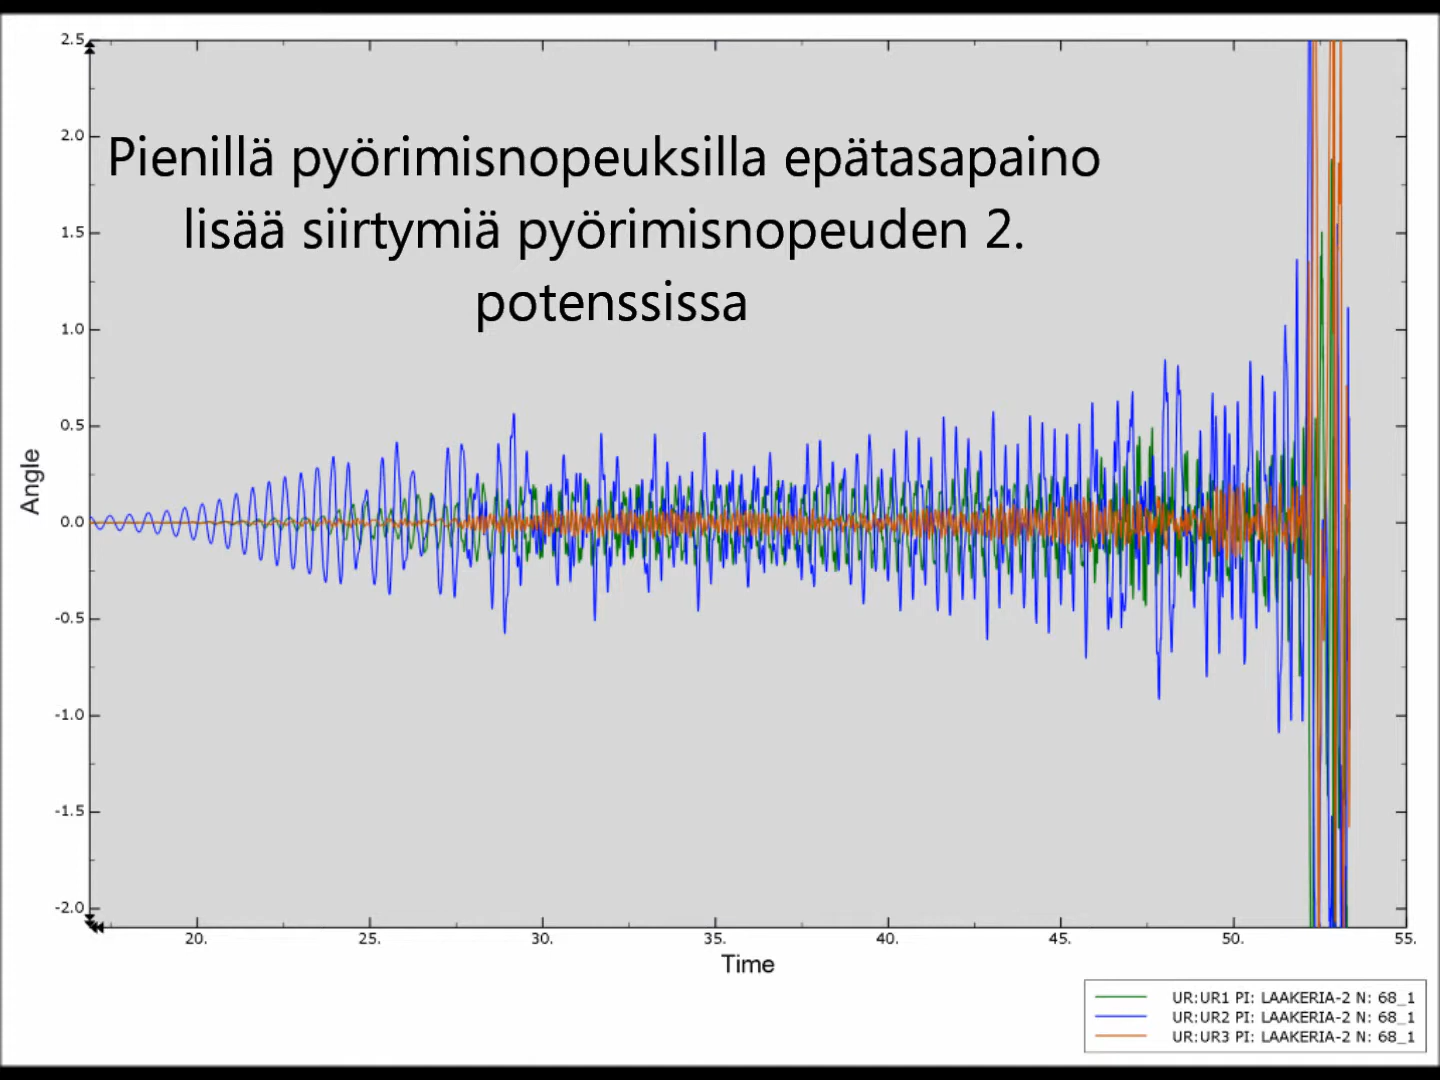 2.5
2.0
Pienillä pyörimisnopeuksilla epätasapaino
1.5
lisää siirtymiä pyörimisnopeuden 2.
potenssissa
1.0
0.5
Angle
0.0
-0.5
-1.0
-1.5
-2.0
20. 25. 30. 35. 40. 45. 50. 55.
Time
UR:UR1 PI: LAAKERIA-2 N: 68_1
UR:UR2 PI: LAAKERIA-2 N: 68_1
UR:UR3 PI: LAAKERIA-2 N: 68_1